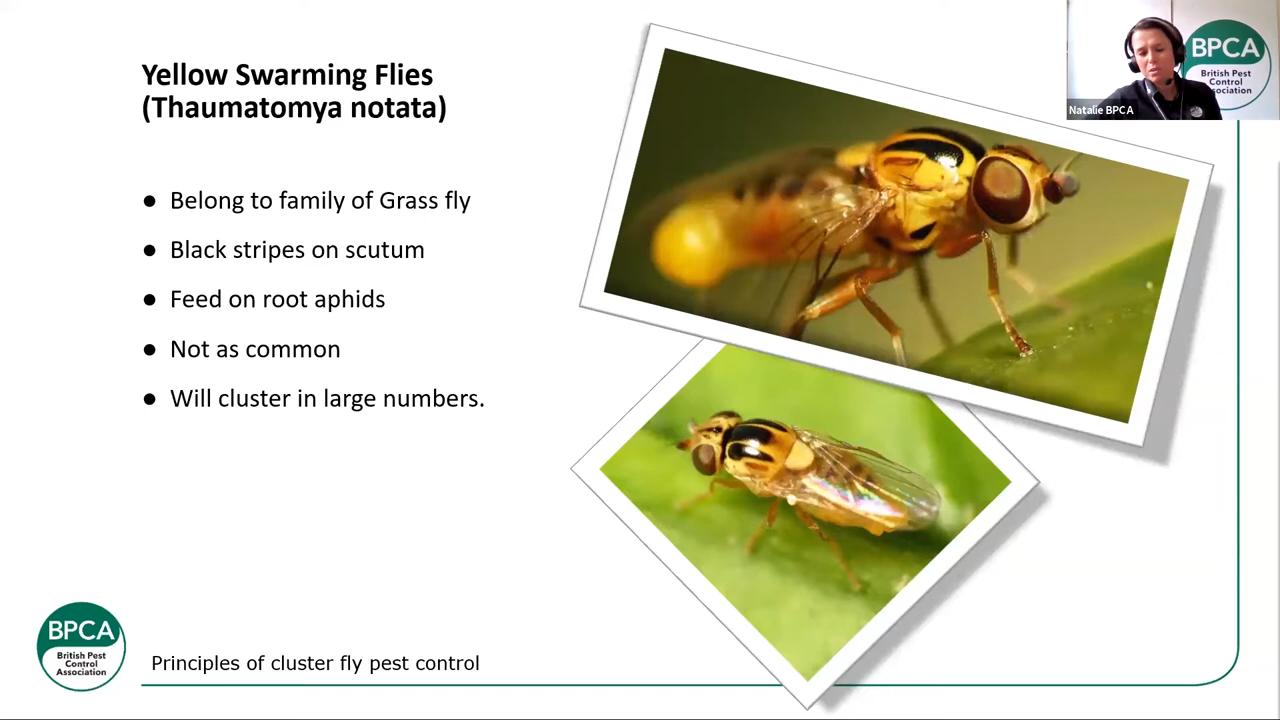 Yellow Swarming Flies
(Thaumatomya notata)
● Belong to family of Grass fly
● Black stripes on scutum
● Feed on root aphids
● Not as common
● Will cluster in large numbers.
BPCA
British Pest
Control
Association
Natalie BPCA
BPCA
British Pest
Control
Association
Principles of cluster fly pest control